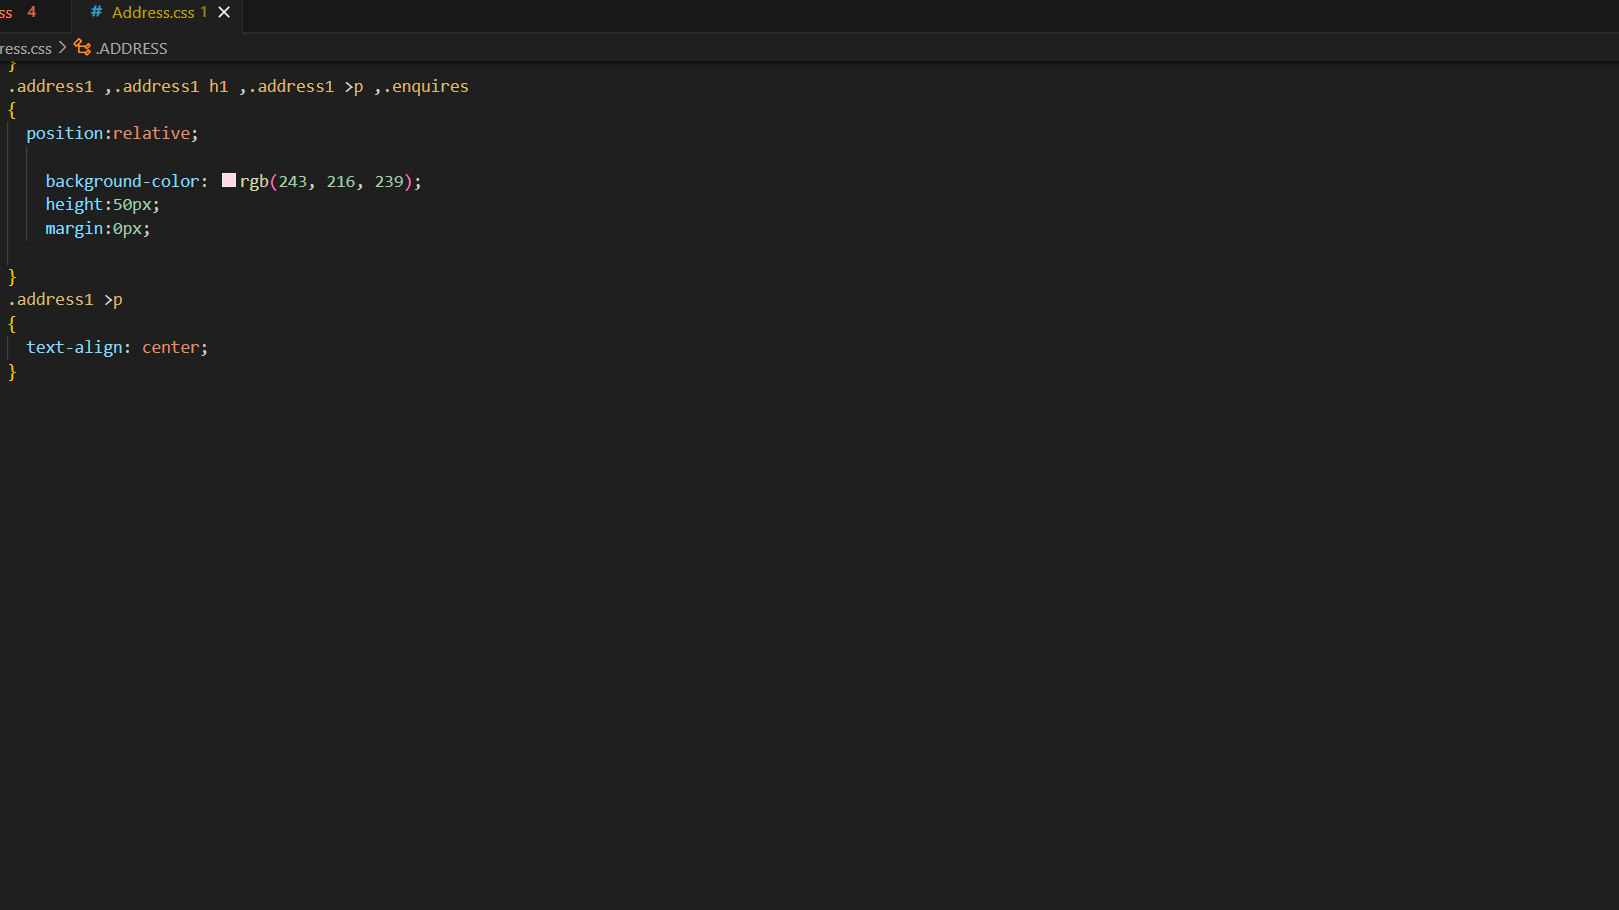 ss 4 # Address.css 1
ress.css > .ADDRESS
}
.address1 ,.address1 h1 ,.address1 >p ,.enquires
{
position:relative;
background-color: rgb(243, 216, 239);
height:50px;
margin:0px;
}
.address1 >p
{
text-align: center;
}